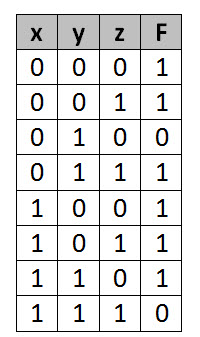 x y z F
0 0 0 1
0 0 1 1
0 1 0 0
0 1 1 1
1 0 0 1
1 0 1 1
1 1 0 1
1 1 1 0